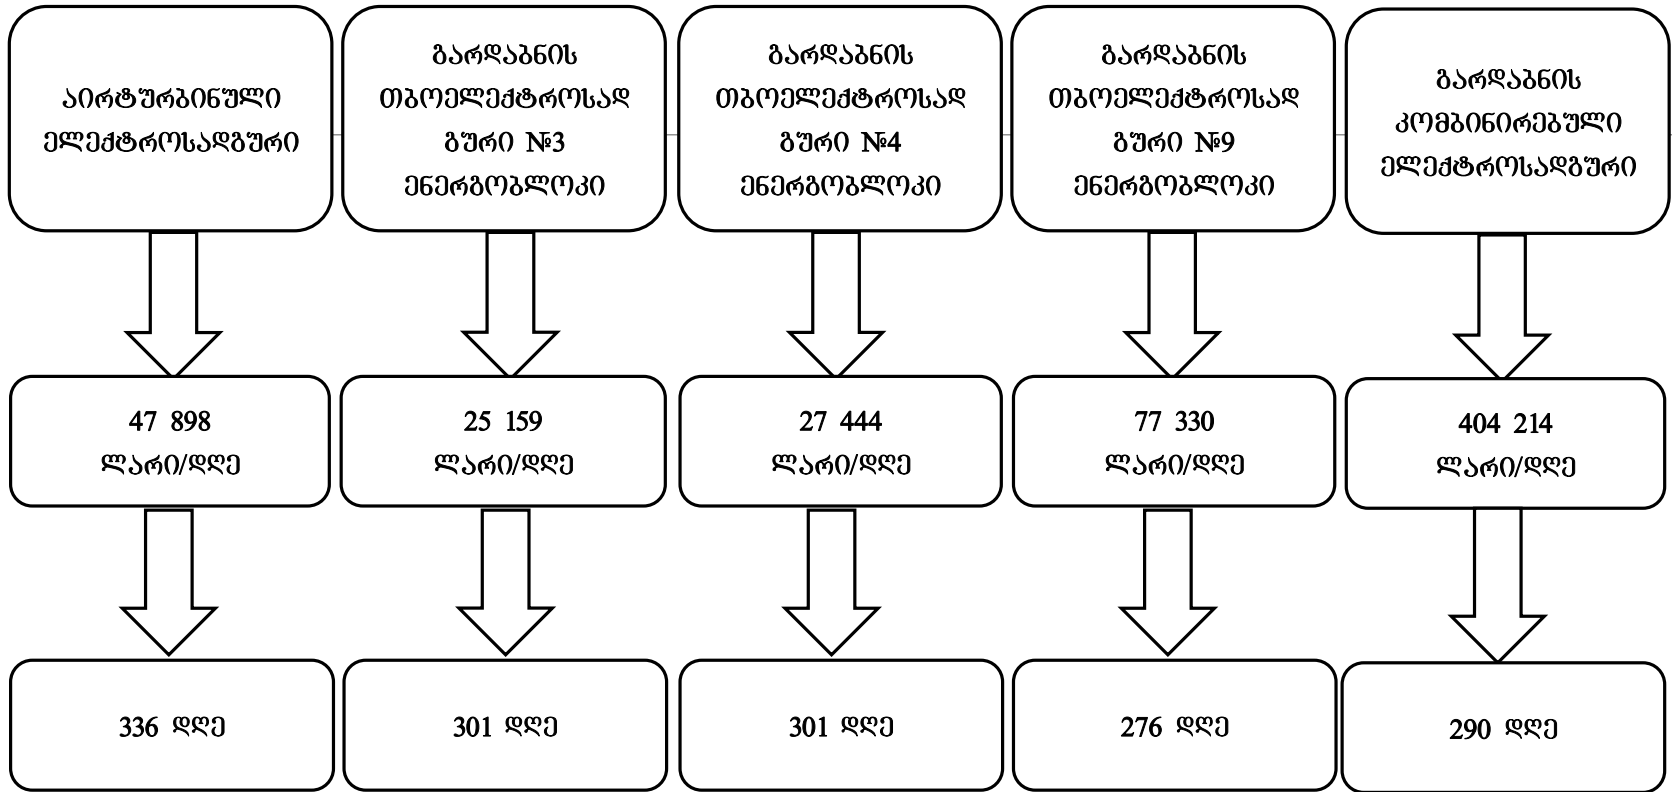 აირტურბინული
ელექტროსადგური
გარდაბნის
თბოელექტროსად
გური №3
ენერგობლოკი
გარდაბნის
თბოელექტროსად
გური №4
ენერგობლოკი
გარდაბნის
თბოელექტროსად
გური №9
ენერგობლოკი
გარდაბნის
კომბინირებული
ელექტროსადგური
47 898
ლარი/დღე
25 159
ლარი/დღე
27 444
ლარი/დღე
77 330
ლარი/დღე
404 214
ლარი/დღე
336 დღე
301 დღე
301 დღე
276 დღე
290 დღე